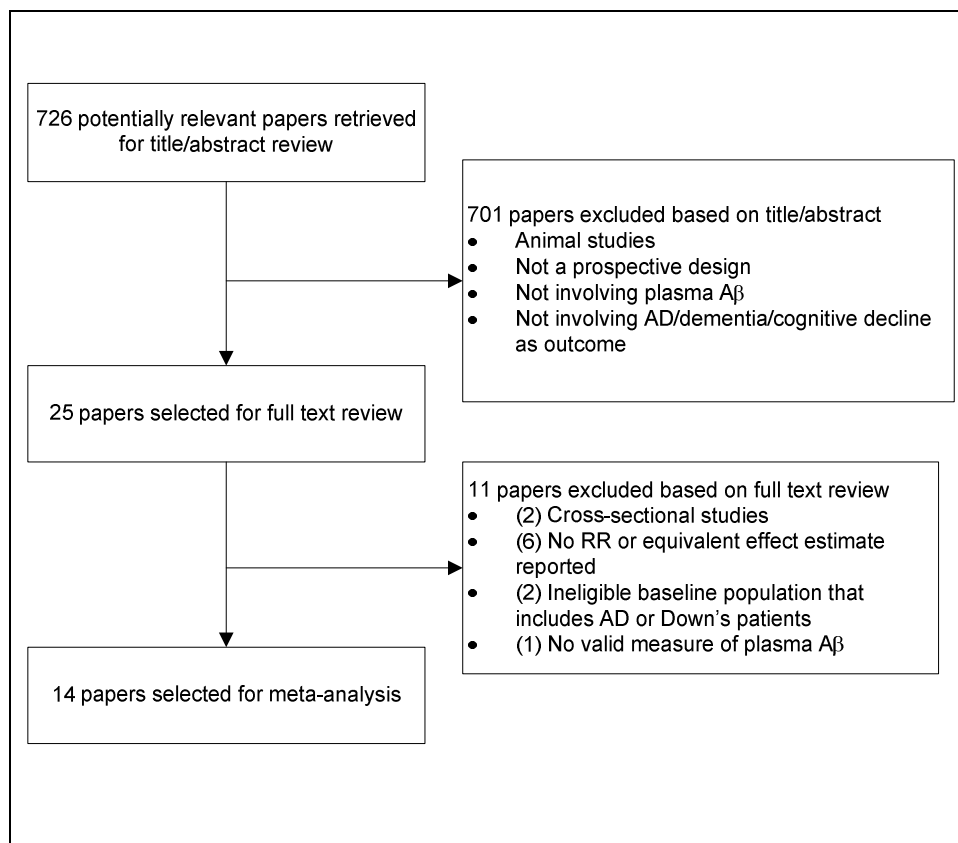 726 potentially relevant papers retrieved
for title/abstract review
701 papers excluded based on title/abstract
• Animal studies
• Not a prospective design
• Not involving plasma Aβ
• Not involving AD/dementia/cognitive decline
as outcome
25 papers selected for full text review
11 papers excluded based on full text review
• (2) Cross-sectional studies
• (6) No RR or equivalent effect estimate
reported
• (2) Ineligible baseline population that
includes AD or Down's patients
• (1) No valid measure of plasma Aβ
14 papers selected for meta-analysis